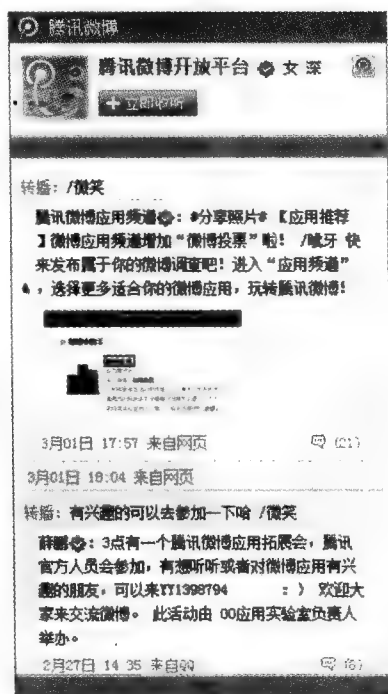 腾讯微博
腾讯微博开放平台 女 深
+立即收听
转播：/微笑
腾讯微博应用频道：#分享照片# 【应用推荐
】微博应用频道增加“微博投票”啦！ /呲牙 快
来发布属于你的微博调查吧！进入“应用频道”
，选择更多适合你的微博应用，玩转腾讯微博！
3月01日 17:57 来自网页 (21)
3月01日 18:04 来自网页
转播：有兴趣的可以去参加一下哈 /微笑
薛鹏：3点有一个腾讯微博应用拓展会，腾讯
官方人员会参加，有想听听或者对微博应用有兴
趣的朋友，可以来YY1398794 ：） 欢迎大
家来交流微博。 此活动由 QQ应用实验室负责人
举办。
2月27日 14 35 来自QQ (6)